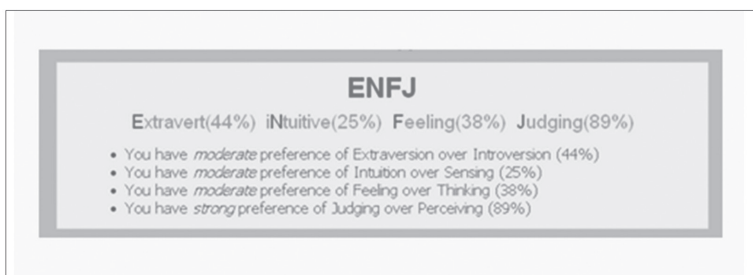 ENFJ
Extravert(44%) iNtuitive(25%) Feeling(38%) Judging(89%)
• You have moderate preference of Extraversion over Introversion (44%)
• You have moderate preference of Intuition over Sensing (25%)
• You have moderate preference of Feeling over Thinking (38%)
• You have strong preference of Judging over Perceiving (89%)